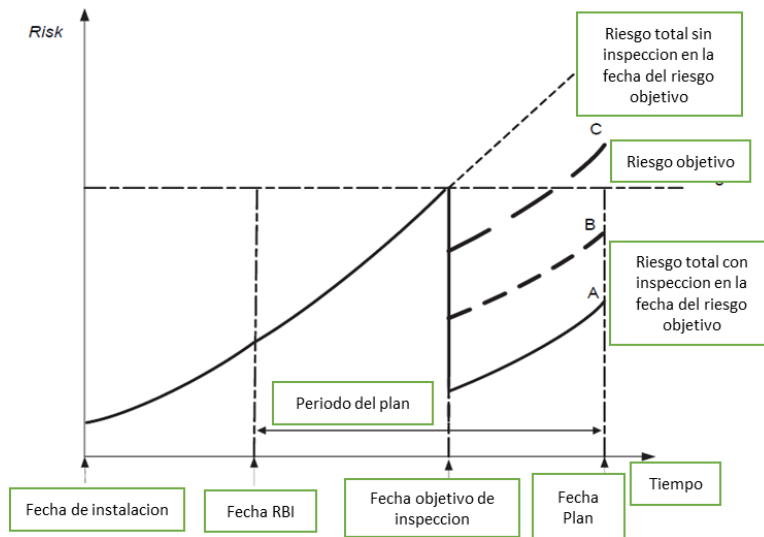 Risk
Riesgo total sin
inspeccion en la
fecha del riesgo
objetivo
C
Riesgo objetivo
B
Riesgo total con
inspeccion en la
fecha del riesgo
objetivo
A
Periodo del plan
Tiempo
Fecha de instalacion
Fecha RBI
Fecha objetivo de
inspeccion
Fecha
Plan